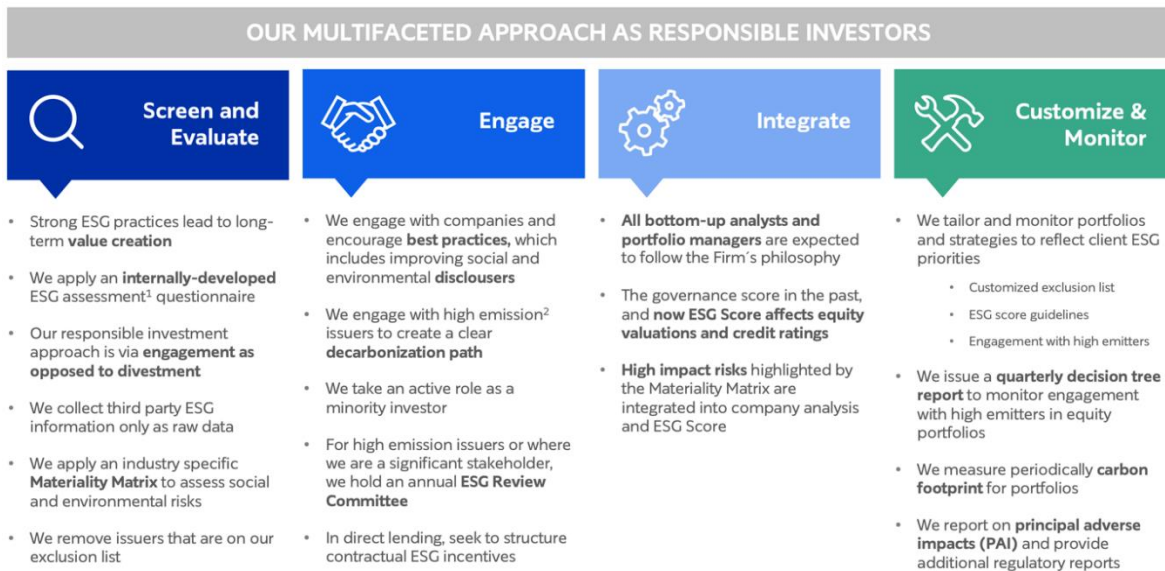 OUR MULTIFACETED APPROACH AS RESPONSIBLE INVESTORS
Screen and
Evaluate
• Strong ESG practices lead to long-
term value creation
• We apply an internally-developed
ESG assessment¹ questionnaire
• Our responsible investment
approach is via engagement as
opposed to divestment
• We collect third party ESG
information only as raw data
• We apply an industry specific
Materiality Matrix to assess social
and environmental risks
• We remove issuers that are on our
exclusion list
Engage
• We engage with companies and
encourage best practices, which
includes improving social and
environmental disclousers
• We engage with high emission²
issuers to create a clear
decarbonization path
• We take an active role as a
minority investor
• For high emission issuers or where
we are a significant stakeholder,
we hold an annual ESG Review
Committee
• In direct lending, seek to structure
contractual ESG incentives
Integrate
• All bottom-up analysts and
portfolio managers are expected
to follow the Firm´s philosophy
• The governance score in the past,
and now ESG Score affects equity
valuations and credit ratings
• High impact risks highlighted by
the Materiality Matrix are
integrated into company analysis
and ESG Score
Customize &
Monitor
• We tailor and monitor portfolios
and strategies to reflect client ESG
priorities
• Customized exclusion list
• ESG score guidelines
• Engagement with high emitters
• We issue a quarterly decision tree
report to monitor engagement
with high emitters in equity
portfolios
• We measure periodically carbon
footprint for portfolios
• We report on principal adverse
impacts (PAI) and provide
additional regulatory reports